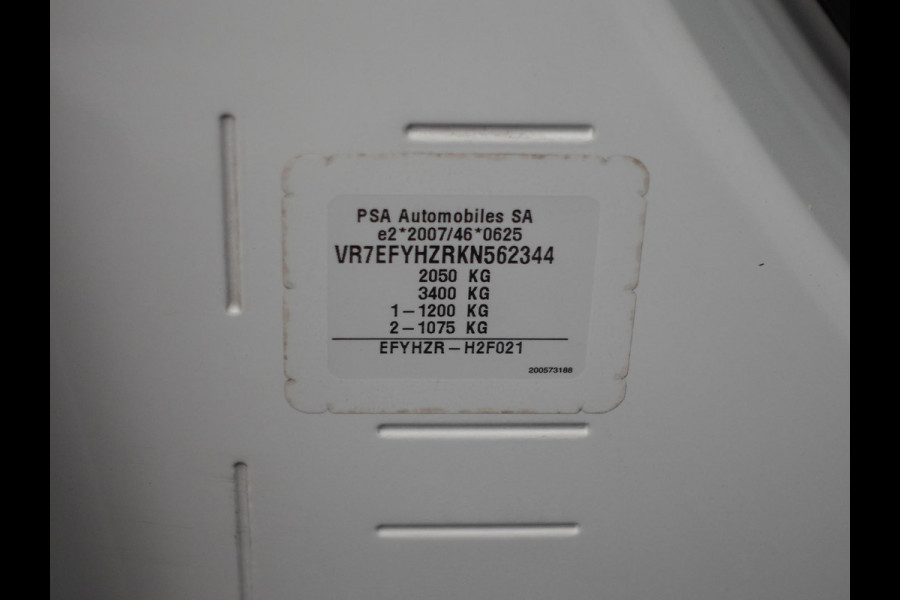 PSA Automobiles SA
e2*2007/46*0625
VR7EFYHZRKN562344
2050 KG
3400 KG
1-1200 KG
2-1075 KG
EFYHZR-H2F021
200573188